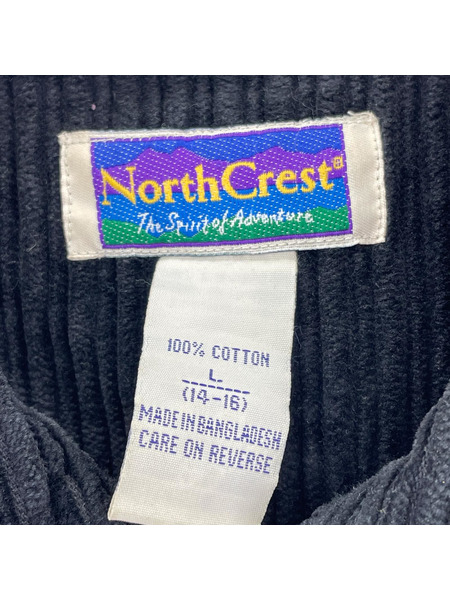 NorthCrest®
The Spirit of Adventure
100% COTTON
L
(14-16)
MADE IN BANGLADESH
CARE ON REVERSE